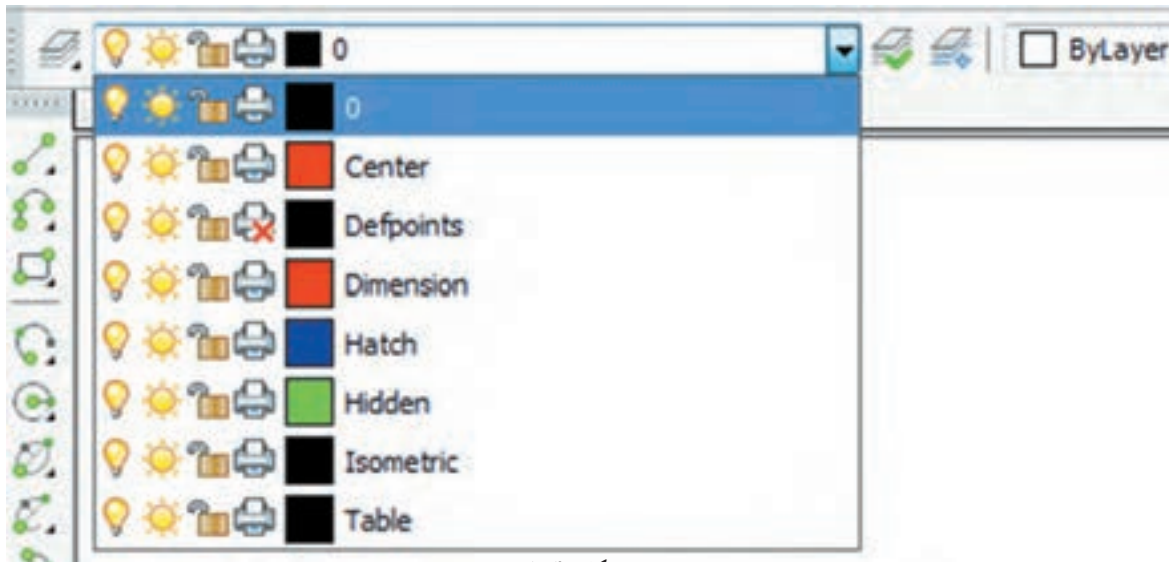 0
ByLayer
0
Center
Defpoints
Dimension
Hatch
Hidden
Isometric
Table